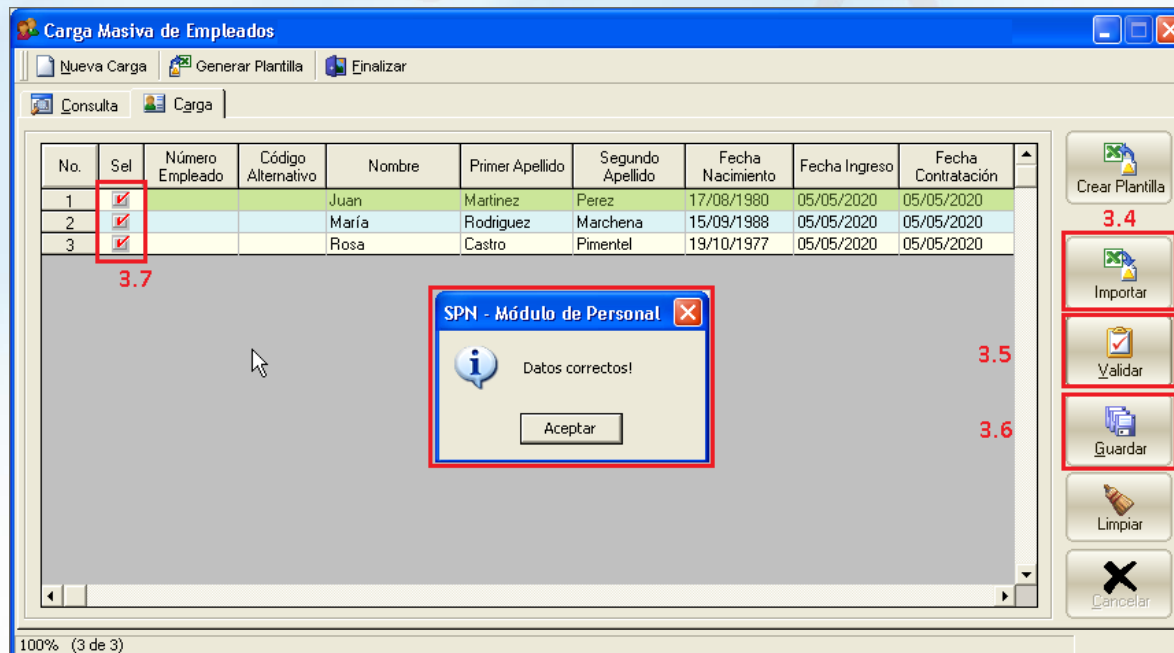 Carga Masiva de Empleados
Nueva Carga Generar Plantilla Finalizar
Consulta Carga
No. Sel Número Empleado Código Alternativo Nombre Primer Apellido Segundo Apellido Fecha Nacimiento Fecha Ingreso Fecha Contratación
1 Juan Martinez Perez 17/08/1980 05/05/2020 05/05/2020
2 María Rodriguez Marchena 15/09/1988 05/05/2020 05/05/2020
3 Rosa Castro Pimentel 19/10/1977 05/05/2020 05/05/2020
3.7
SPN - Módulo de Personal
Datos correctos!
Aceptar
Crear Plantilla
3.4
Importar
3.5
Validar
3.6
Guardar
Limpiar
Cancelar
100% (3 de 3)